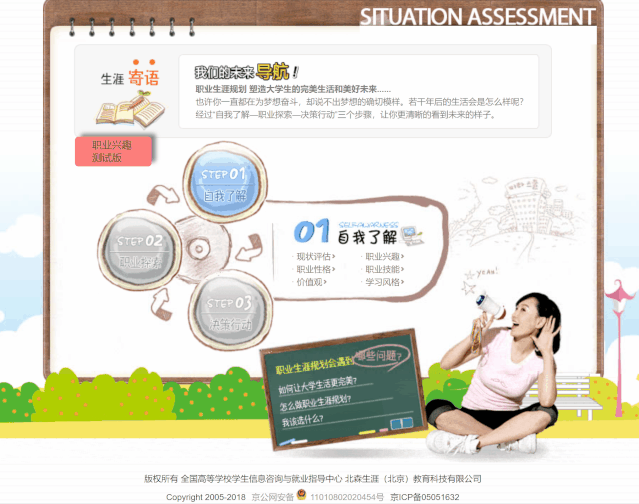 SITUATION ASSESSMENT
生涯 寄语
我们的未来 导航！
职业生涯规划 塑造大学生的完美生活和美好未来......
也许你一直都在为梦想奋斗，却说不出梦想的确切模样。若干年后的生活会是怎么样呢？
经过“自我了解—职业探索—决策行动”三个步骤，让你更清晰的看到未来的样子。
职业兴趣
测试版
STEP 01
自我了解
STEP 02
职业探索
STEP 03
决策行动
01 SELF-AWARENESS
自我了解
现状评估> 职业兴趣>
职业性格> 职业技能>
价值观> 学习风格>
YEAH!
职业生涯规划会遇到哪些问题？
如何让大学生活更完美?
怎么做职业生涯规划?
我该选什么?
版权所有 全国高等学校学生信息咨询与就业指导中心 北森生涯（北京）教育科技有限公司
Copyright 2005-2018 京公网安备 11010802020454号 京ICP备05051632